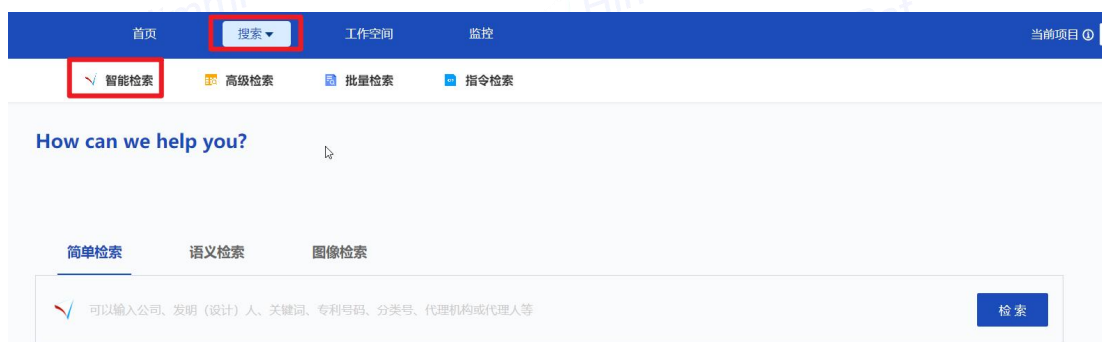 首页 搜索 工作空间 监控 当前项目
智能检索 高级检索 批量检索 指令检索
How can we help you?
简单检索 语义检索 图像检索
可以输入公司、发明（设计）人、关键词、专利号码、分类号、代理机构或代理人等 检索